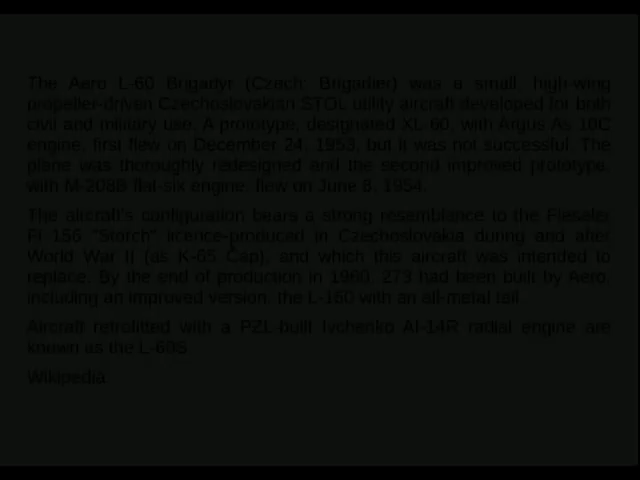 The Aero L-60 Brigadýr (Czech: Brigadier) was a small, high-wing
propeller-driven Czechoslovakian STOL utility aircraft developed for both
civil and military use. A prototype, designated XL-60, with Argus As 10C
engine, first flew on December 24, 1953, but it was not successful. The
plane was thoroughly redesigned and the second improved prototype,
with M-208B flat-six engine, flew on June 8, 1954.
The aircraft's configuration bears a strong resemblance to the Fieseler
Fi 156 "Storch" licence-produced in Czechoslovakia during and after
World War II (as K-65 Čáp), and which this aircraft was intended to
replace. By the end of production in 1960, 273 had been built by Aero,
including an improved version, the L-160 with an all-metal tail.
Aircraft retrofitted with a PZL-built Ivchenko AI-14R radial engine are
known as the L-60S
Wikipedia.